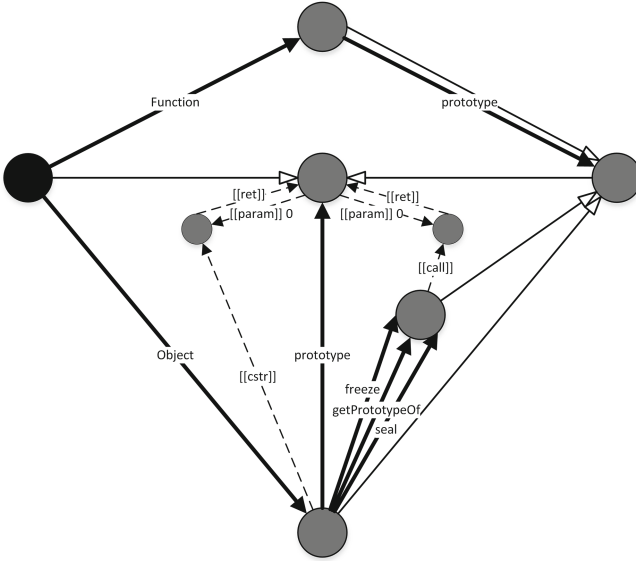 Function
prototype
[[ret]]
[[ret]]
[[param]] 0
[[param]] 0
[[call]]
Object
prototype
[[cstr]]
freeze
getPrototypeOf
seal